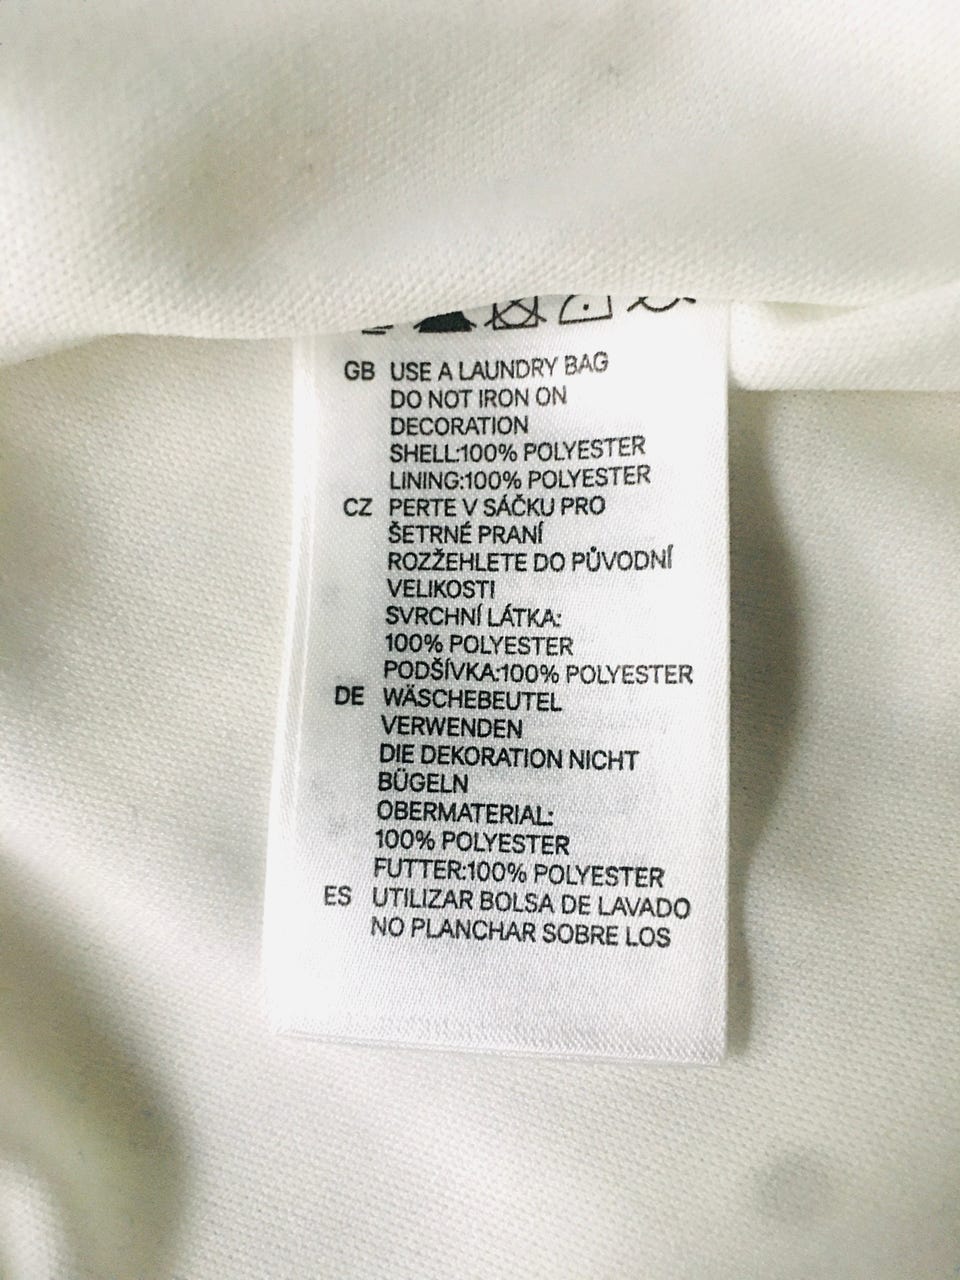 GB USE A LAUNDRY BAG
DO NOT IRON ON
DECORATION
SHELL:100% POLYESTER
LINING:100% POLYESTER
CZ PERTE V SÁČKU PRO
ŠETRNÉ PRANÍ
ROZŽEHLETE DO PŮVODNÍ
VELIKOSTI
SVRCHNÍ LÁTKA:
100% POLYESTER
PODŠÍVKA:100% POLYESTER
DE WÄSCHEBEUTEL
VERWENDEN
DIE DEKORATION NICHT
BÜGELN
OBERMATERIAL:
100% POLYESTER
FUTTER:100% POLYESTER
ES UTILIZAR BOLSA DE LAVADO
NO PLANCHAR SOBRE LOS